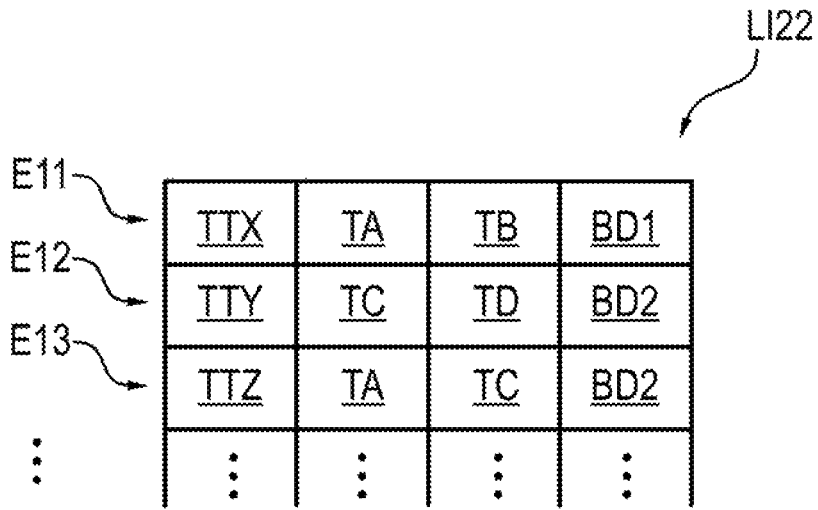 LI22
E11 TTX TA TB BD1
E12 TTY TC TD BD2
E13 TTZ TA TC BD2